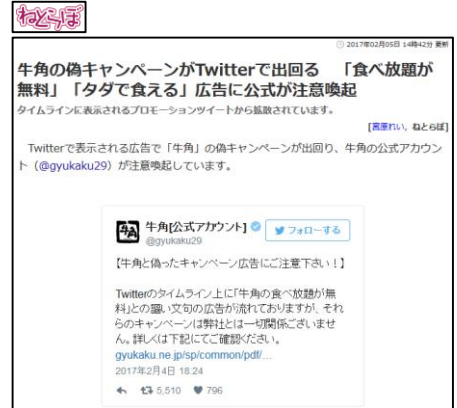 ねとらぼ
2017年02月05日 14時42分 更新
牛角の偽キャンペーンがTwitterで出回る 「食べ放題が
無料」「タダで食える」広告に公式が注意喚起
タイムラインに表示されるプロモーションツイートから拡散されています。
[宮原れい, ねとらぼ]
Twitterで表示される広告で「牛角」の偽キャンペーンが出回り、牛角の公式アカウン
ト（@gyukaku29）が注意喚起しています。
牛角
牛角[公式アカウント]
フォローする
@gyukaku29
【牛角と偽ったキャンペーン広告にご注意下さい！】
Twitterのタイムライン上に「牛角の食べ放題が無
料」との謳い文句の広告が流れておりますが、それ
らのキャンペーンは弊社とは一切関係ございませ
ん。詳しくは下記にてご確認ください。
gyukaku.ne.jp/sp/common/pdf/…
2017年2月4日 18:24
5,510 796